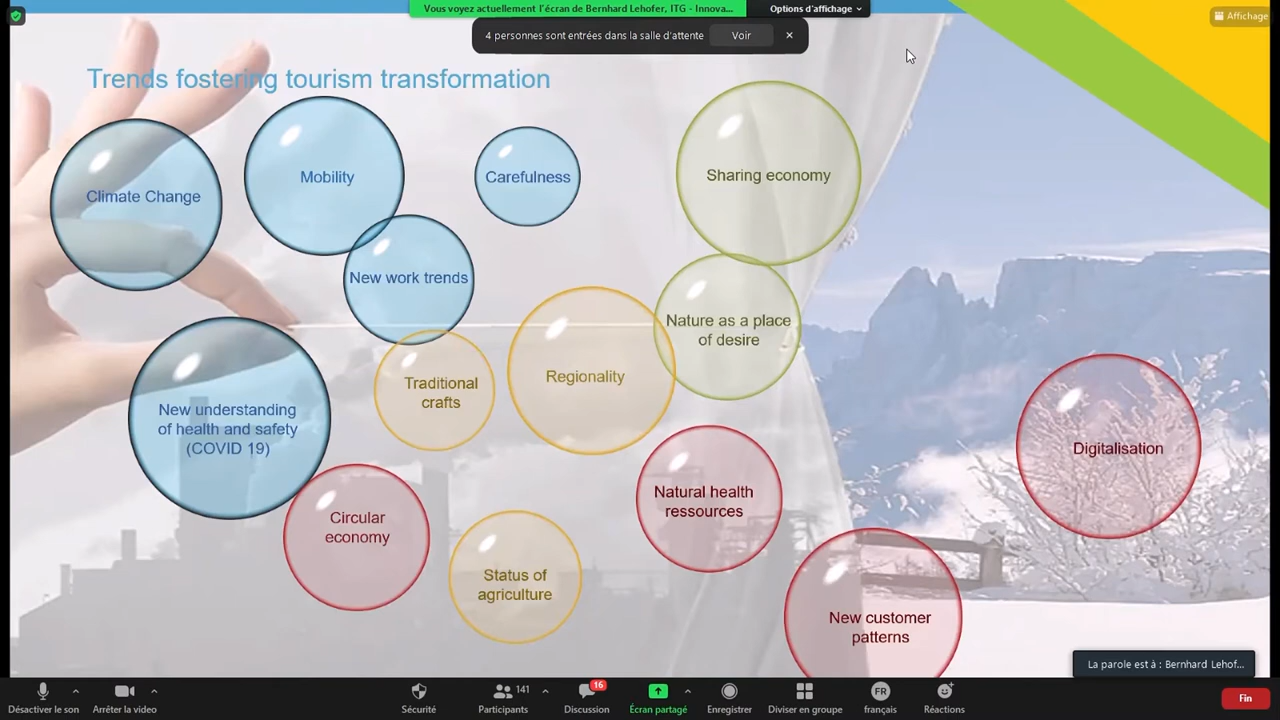 Vous voyez actuellement l'écran de Bernhard Lehofer, ITG - Innova...
Options d'affichage
Affichage
4 personnes sont entrées dans la salle d'attente
Voir
Trends fostering tourism transformation
Climate Change
Mobility
Carefulness
Sharing economy
New work trends
Nature as a place
of desire
Regionality
Traditional
crafts
New understanding
of health and safety
(COVID 19)
Digitalisation
Natural health
ressources
Circular
economy
Status of
agriculture
New customer
patterns
La parole est à : Bernhard Lehof...
Désactiver le son
Arrêter la video
Sécurité
141
Participants
16
Discussion
Écran partagé
Enregistrer
Diviser en groupe
FR
français
Réactions
Fin